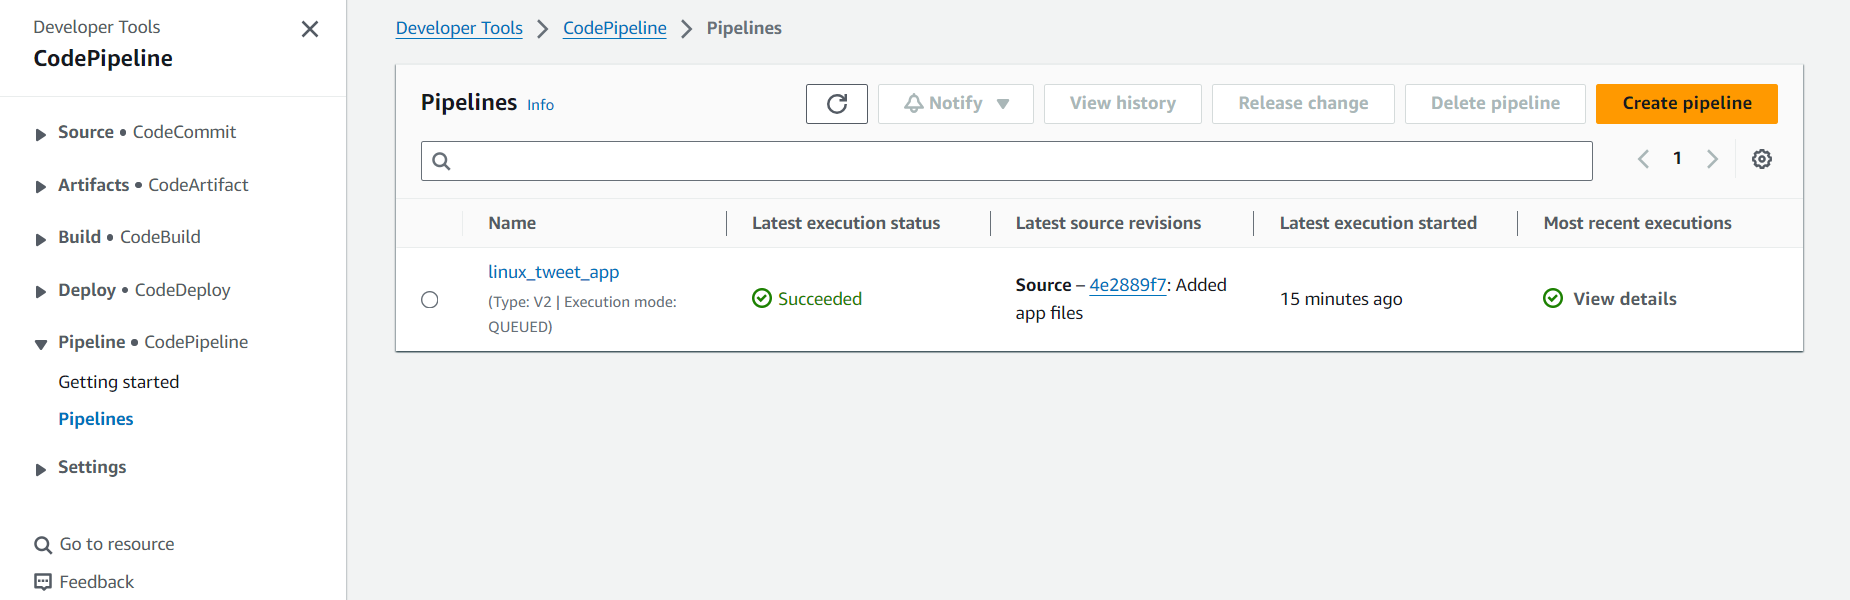 Developer Tools
CodePipeline
Source • CodeCommit
Artifacts • CodeArtifact
Build • CodeBuild
Deploy • CodeDeploy
Pipeline • CodePipeline
Getting started
Pipelines
Settings
Go to resource
Feedback
Developer Tools > CodePipeline > Pipelines
Pipelines Info
Notify View history Release change Delete pipeline Create pipeline
1
Name Latest execution status Latest source revisions Latest execution started Most recent executions
linux_tweet_app
(Type: V2 | Execution mode:
QUEUED)
Succeeded
Source – 4e2889f7: Added
app files
15 minutes ago
View details